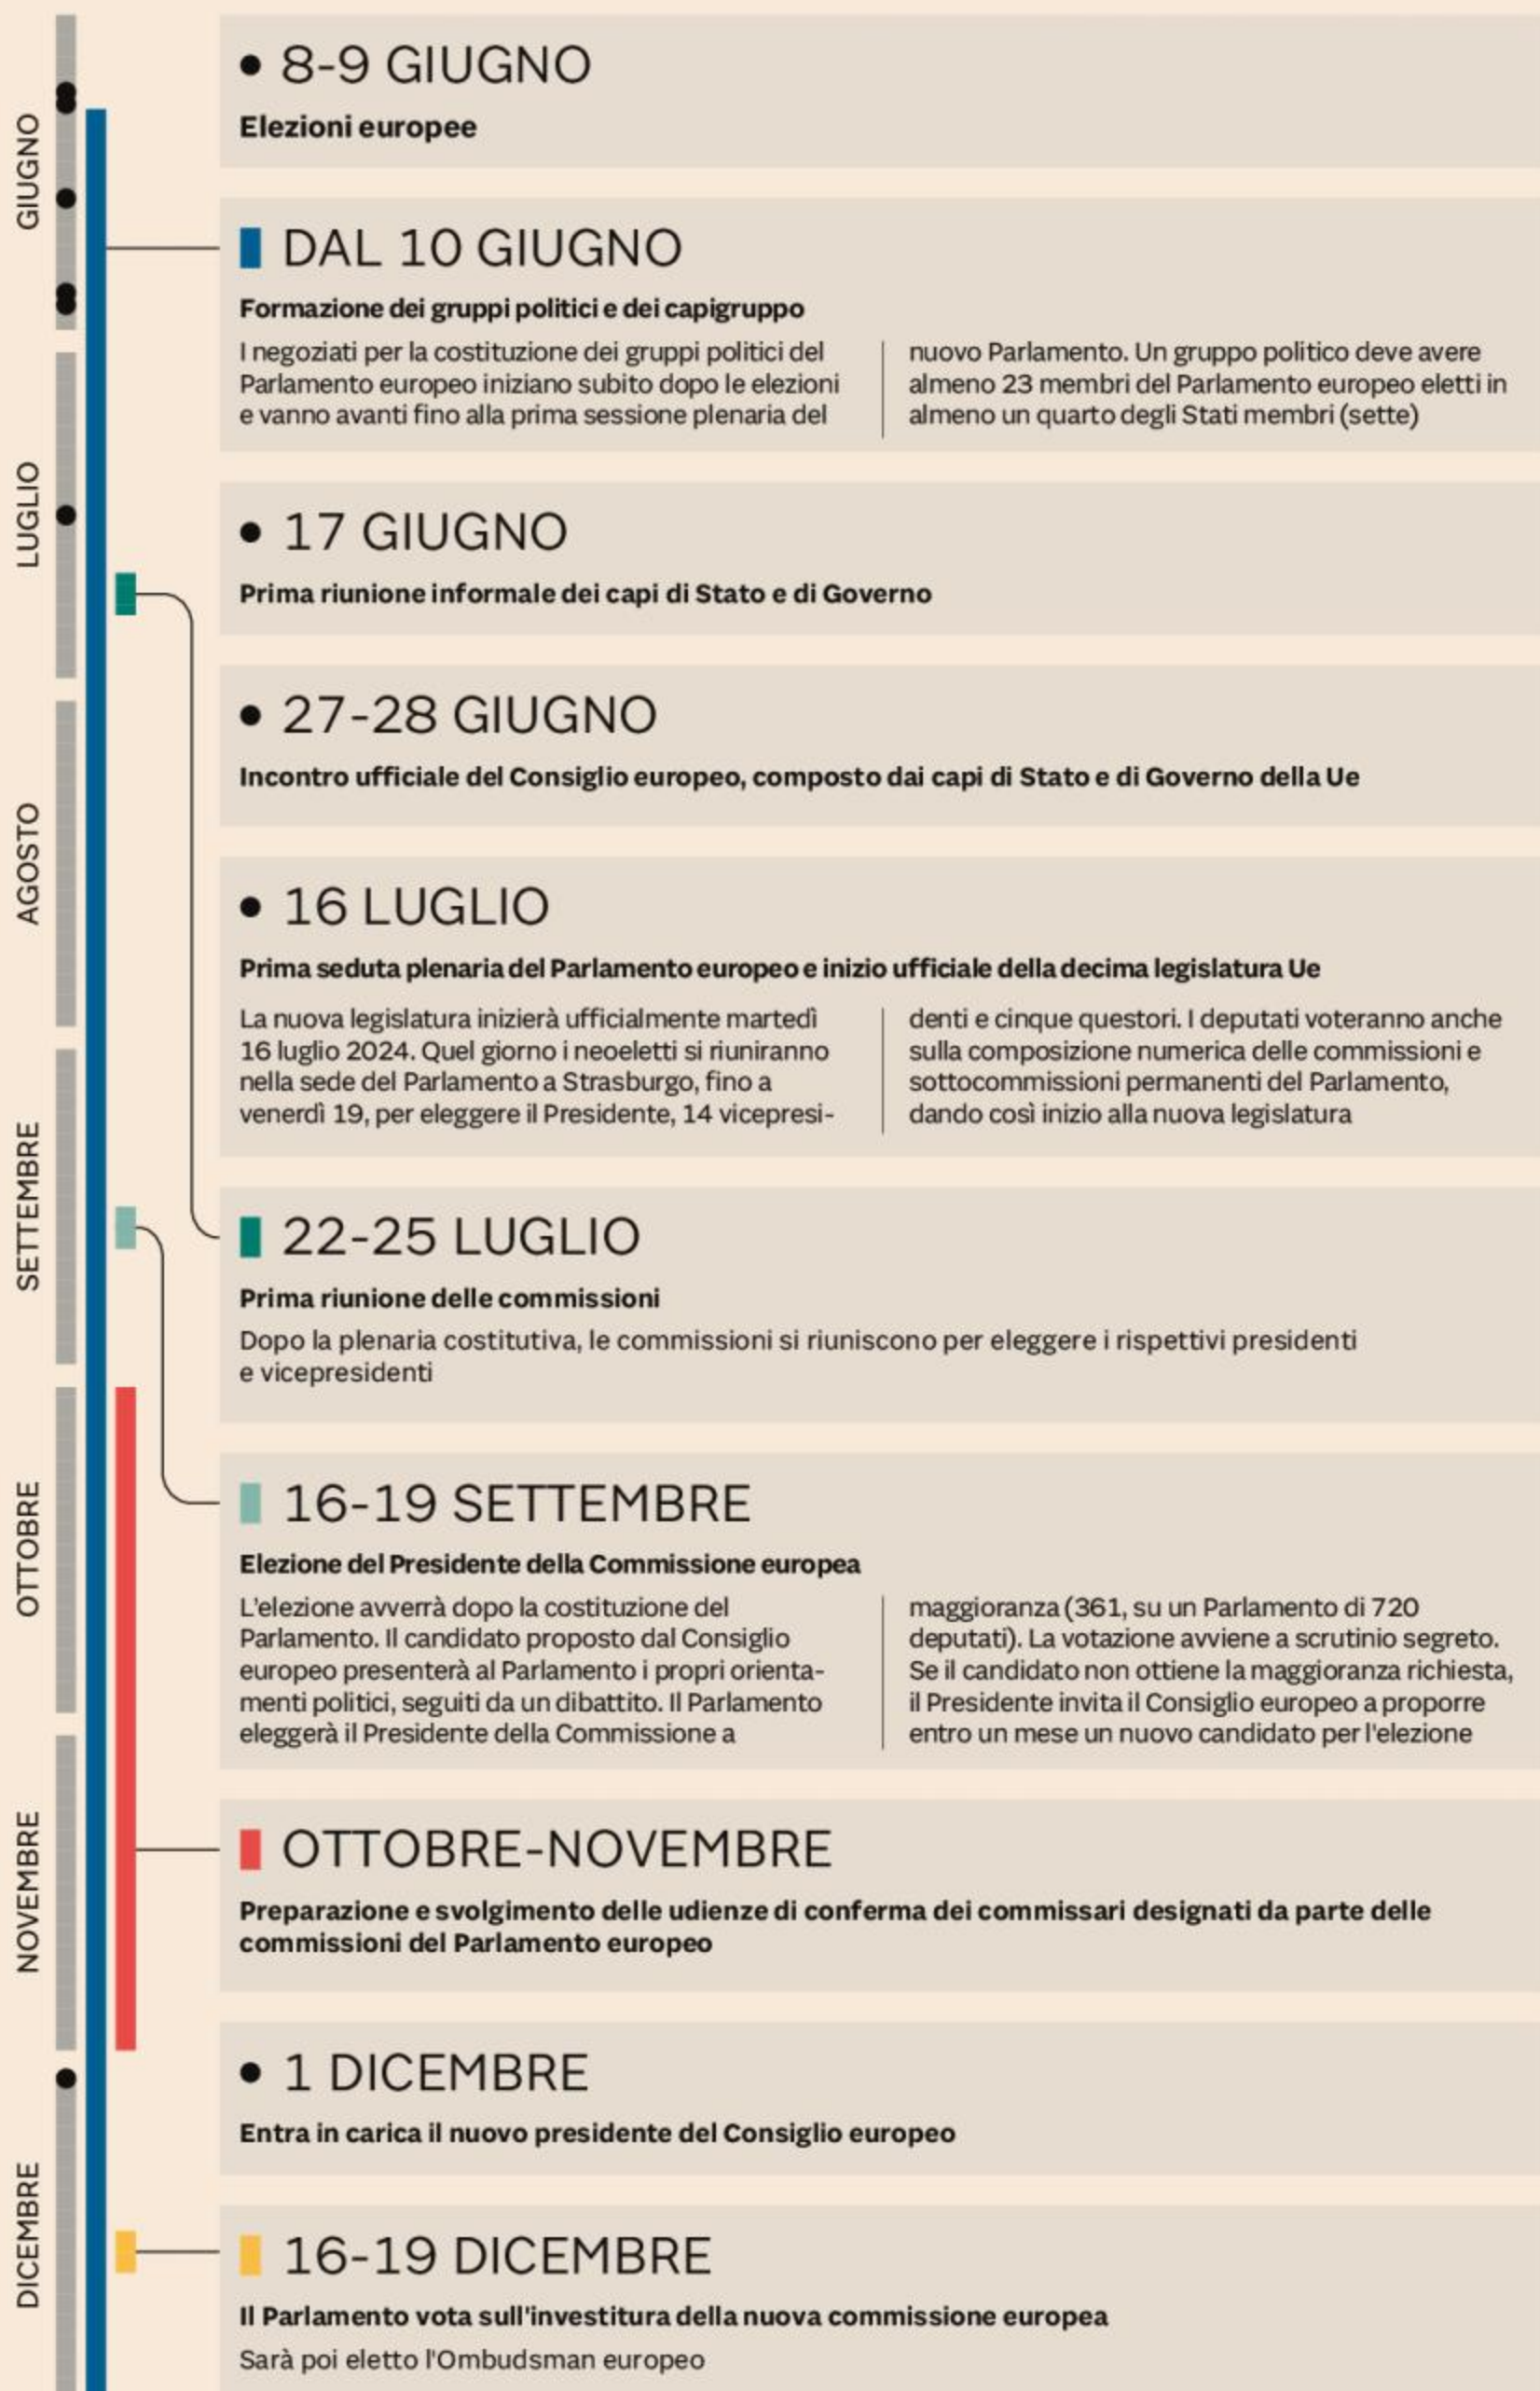 GIUGNO
LUGLIO
AGOSTO
SETTEMBRE
OTTOBRE
NOVEMBRE
DICEMBRE
8-9 GIUGNO
Elezioni europee
DAL 10 GIUGNO
Formazione dei gruppi politici e dei capigruppo
I negoziati per la costituzione dei gruppi politici del
Parlamento europeo iniziano subito dopo le elezioni
e vanno avanti fino alla prima sessione plenaria del
nuovo Parlamento. Un gruppo politico deve avere
almeno 23 membri del Parlamento europeo eletti in
almeno un quarto degli Stati membri (sette)
17 GIUGNO
Prima riunione informale dei capi di Stato e di Governo
27-28 GIUGNO
Incontro ufficiale del Consiglio europeo, composto dai capi di Stato e di Governo della Ue
16 LUGLIO
Prima seduta plenaria del Parlamento europeo e inizio ufficiale della decima legislatura Ue
La nuova legislatura inizierà ufficialmente martedì
16 luglio 2024. Quel giorno i neoeletti si riuniranno
nella sede del Parlamento a Strasburgo, fino a
venerdì 19, per eleggere il Presidente, 14 vicepresi-
denti e cinque questori. I deputati voteranno anche
sulla composizione numerica delle commissioni e
sottocommissioni permanenti del Parlamento,
dando così inizio alla nuova legislatura
22-25 LUGLIO
Prima riunione delle commissioni
Dopo la plenaria costitutiva, le commissioni si riuniscono per eleggere i rispettivi presidenti
e vicepresidenti
16-19 SETTEMBRE
Elezione del Presidente della Commissione europea
L'elezione avverrà dopo la costituzione del
Parlamento. Il candidato proposto dal Consiglio
europeo presenterà al Parlamento i propri orienta-
menti politici, seguiti da un dibattito. Il Parlamento
eleggerà il Presidente della Commissione a
maggioranza (361, su un Parlamento di 720
deputati). La votazione avviene a scrutinio segreto.
Se il candidato non ottiene la maggioranza richiesta,
il Presidente invita il Consiglio europeo a proporre
entro un mese un nuovo candidato per l'elezione
OTTOBRE-NOVEMBRE
Preparazione e svolgimento delle udienze di conferma dei commissari designati da parte delle
commissioni del Parlamento europeo
1 DICEMBRE
Entra in carica il nuovo presidente del Consiglio europeo
16-19 DICEMBRE
Il Parlamento vota sull'investitura della nuova commissione europea
Sarà poi eletto l'Ombudsman europeo